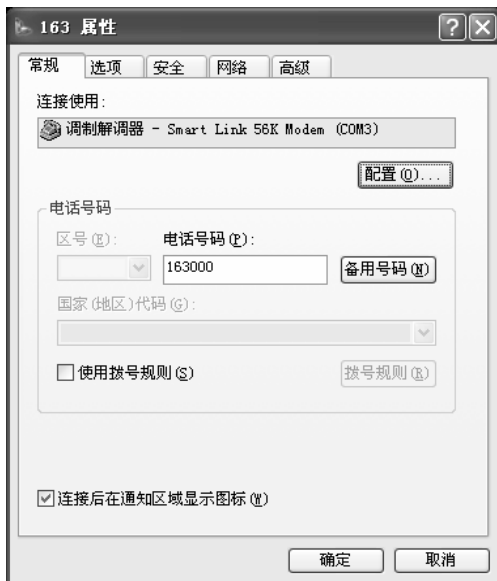 163 属性
常规 选项 安全 网络 高级
连接使用:
调制解调器 - Smart Link 56K Modem (COM3)
配置(O)...
电话号码
区号(E): 电话号码(P):
163000 备用号码(N)
国家(地区)代码(G):
使用拨号规则(S) 拨号规则(R)
连接后在通知区域显示图标(W)
确定 取消